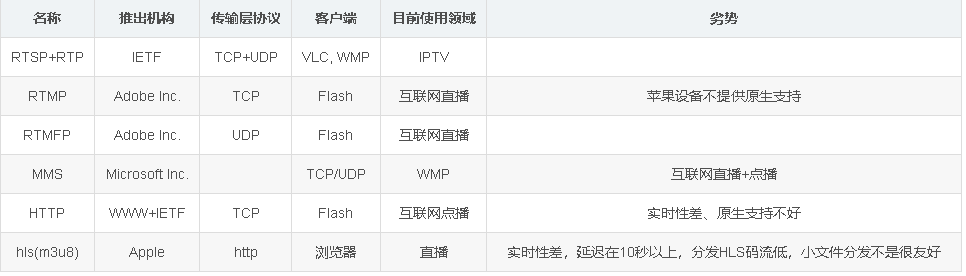 名称 推出机构 传输层协议 客户端 目前使用领域 劣势
RTSP+RTP IETF TCP+UDP VLC, WMP IPTV
RTMP Adobe Inc. TCP Flash 互联网直播 苹果设备不提供原生支持
RTMFP Adobe Inc. UDP Flash 互联网直播
MMS Microsoft Inc. TCP/UDP WMP 互联网直播+点播
HTTP WWW+IETF TCP Flash 互联网点播 实时性差、原生支持不好
hls(m3u8) Apple http 浏览器 直播 实时性差，延迟在10秒以上，分发HLS码流低，小文件分发不是很友好